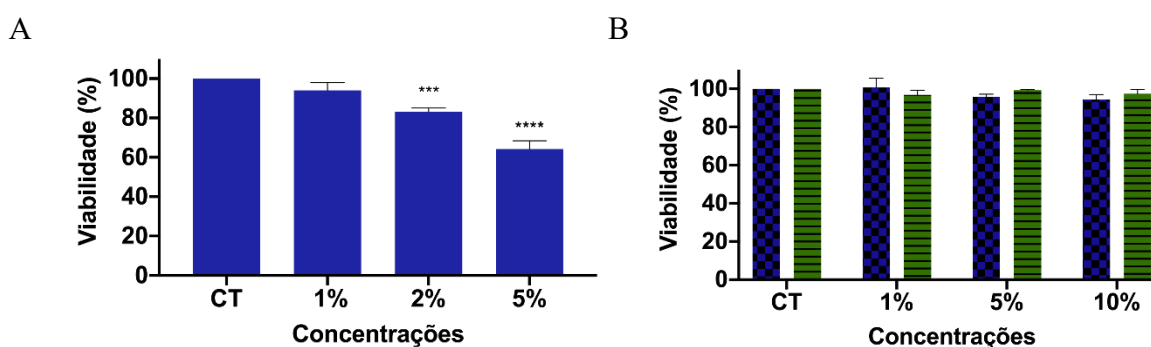 A
Viabilidade (%)
100
80
60
40
20
0
***
****
CT 1% 2% 5%
Concentrações
B
Viabilidade (%)
100
80
60
40
20
0
CT 1% 5% 10%
Concentrações